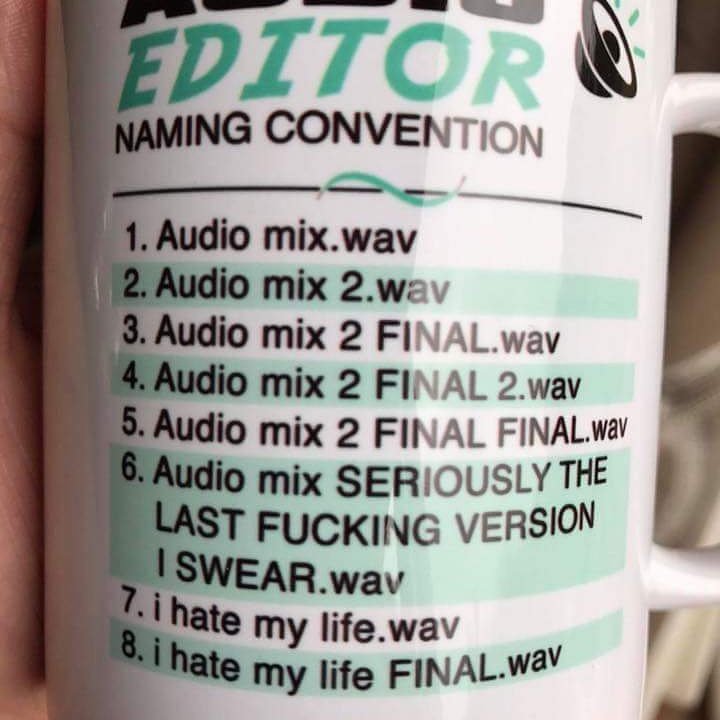 AUDIO
EDITOR
NAMING CONVENTION
1. Audio mix.wav
2. Audio mix 2.wav
3. Audio mix 2 FINAL.wav
4. Audio mix 2 FINAL 2.wav
5. Audio mix 2 FINAL FINAL.wav
6. Audio mix SERIOUSLY THE
LAST FUCKING VERSION
I SWEAR.wav
7. i hate my life.wav
8. i hate my life FINAL.wav